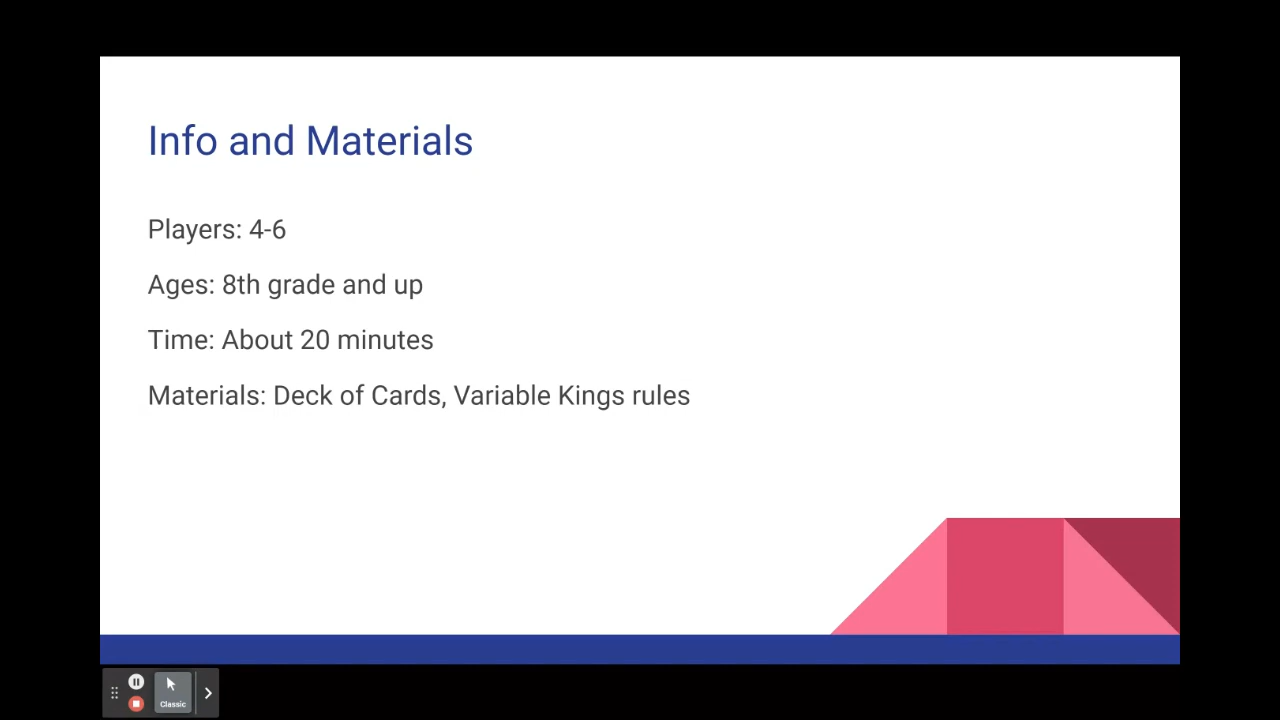 Info and Materials
Players: 4-6
Ages: 8th grade and up
Time: About 20 minutes
Materials: Deck of Cards, Variable Kings rules
Classic